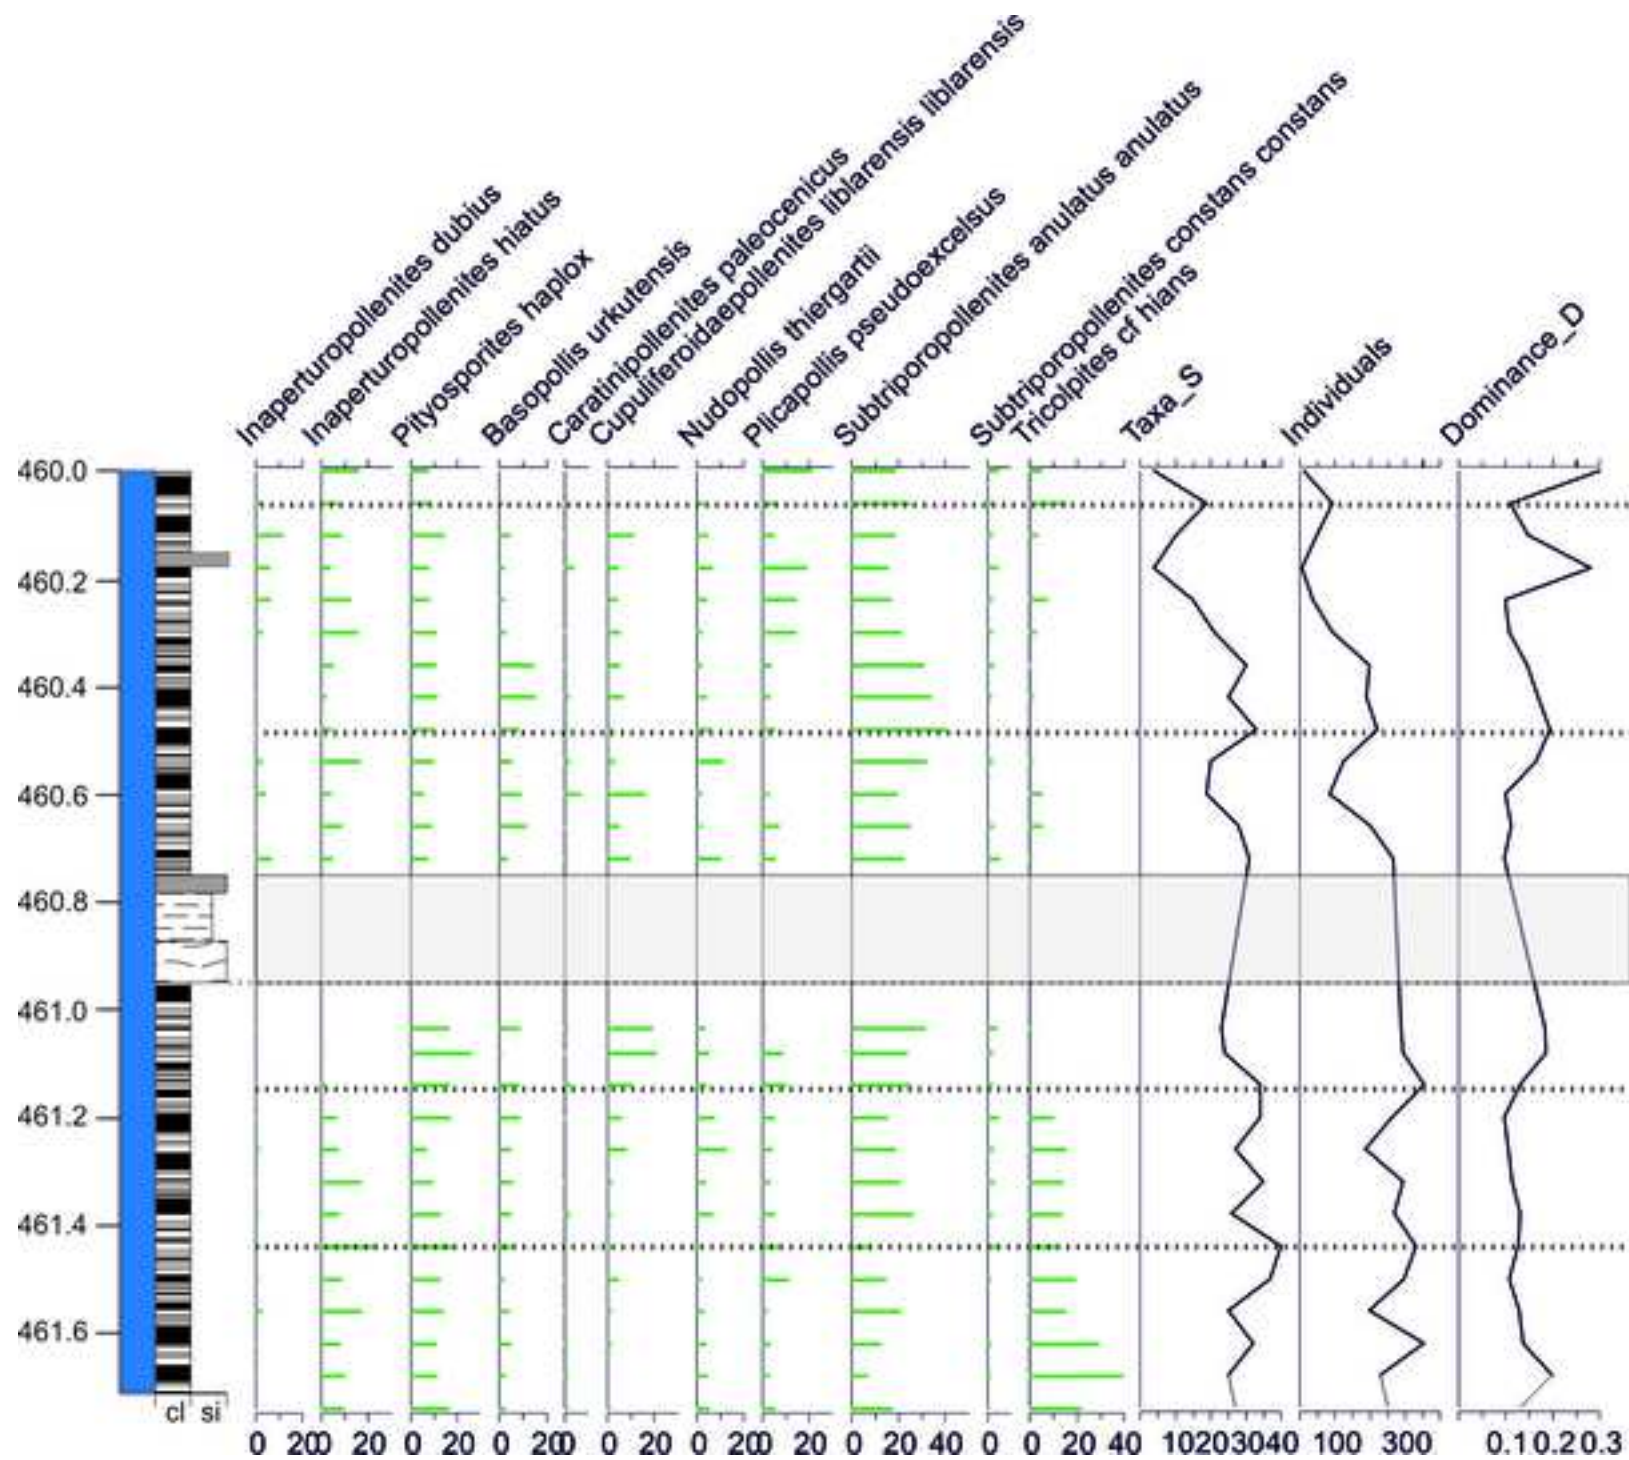 Inaperturopollenites dubius
Inaperturopollenites hiatus
Pityosporites haplox
Basopollis urkutensis
Caratinipollenites paleocenicus
Cupuliferoidaepollenites liblarensis liblarensis
Nudopollis thiergartii
Plicapollis pseudoexcelsus
Subtriporopollenites anulatus anulatus
Subtriporopollenites constans constans
Tricolpites cf hians
Taxa_S
Individuals
Dominance_D
460.0
460.2
460.4
460.6
460.8
461.0
461.2
461.4
461.6
cl si
0 20 0 20 0 20 0 20 0 0 20 0 20 0 20 0 20 40 0 0 20 40 10 20 30 40 100 300 0.1 0.2 0.3